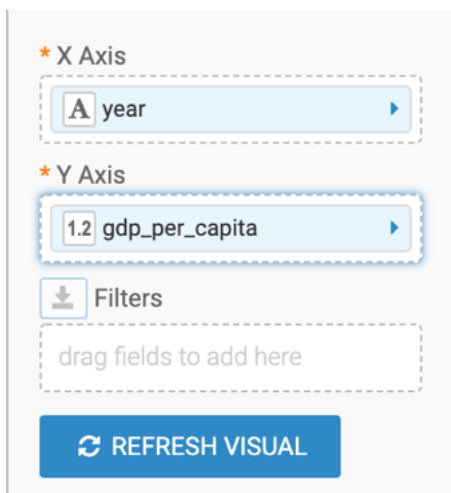 * X Axis
A year
* Y Axis
1.2 gdp_per_capita
Filters
drag fields to add here
REFRESH VISUAL